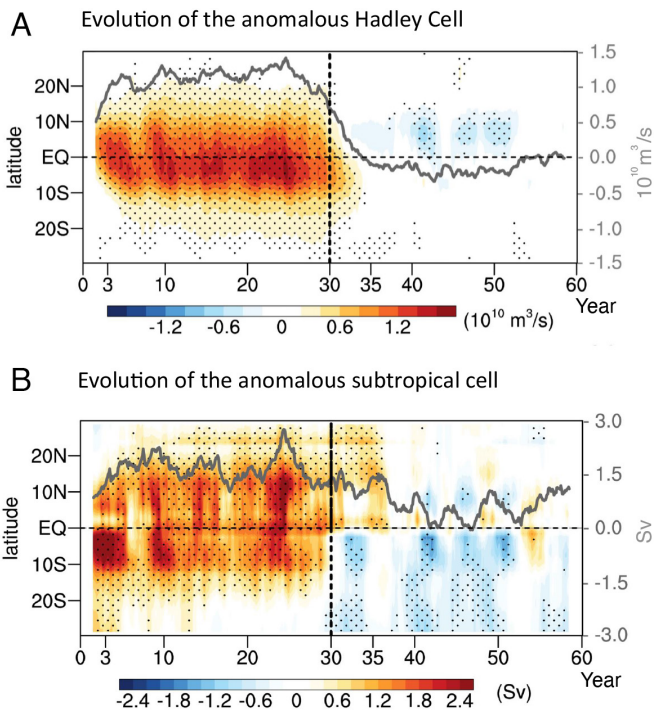 A
Evolution of the anomalous Hadley Cell
latitude
20N
10N
EQ
10S
20S
1.5
1.0
0.5
0.0
-0.5
-1.0
-1.5
10¹⁰ m³/s
0 3 10 20 30 35 40 50 60
Year
-1.2 -0.6 0 0.6 1.2
(10¹⁰ m³/s)
B
Evolution of the anomalous subtropical cell
latitude
20N
10N
EQ
10S
20S
3.0
1.5
0.0
-1.5
-3.0
Sv
0 3 10 20 30 35 40 50 60
Year
-2.4 -1.8 -1.2 -0.6 0 0.6 1.2 1.8 2.4
(Sv)